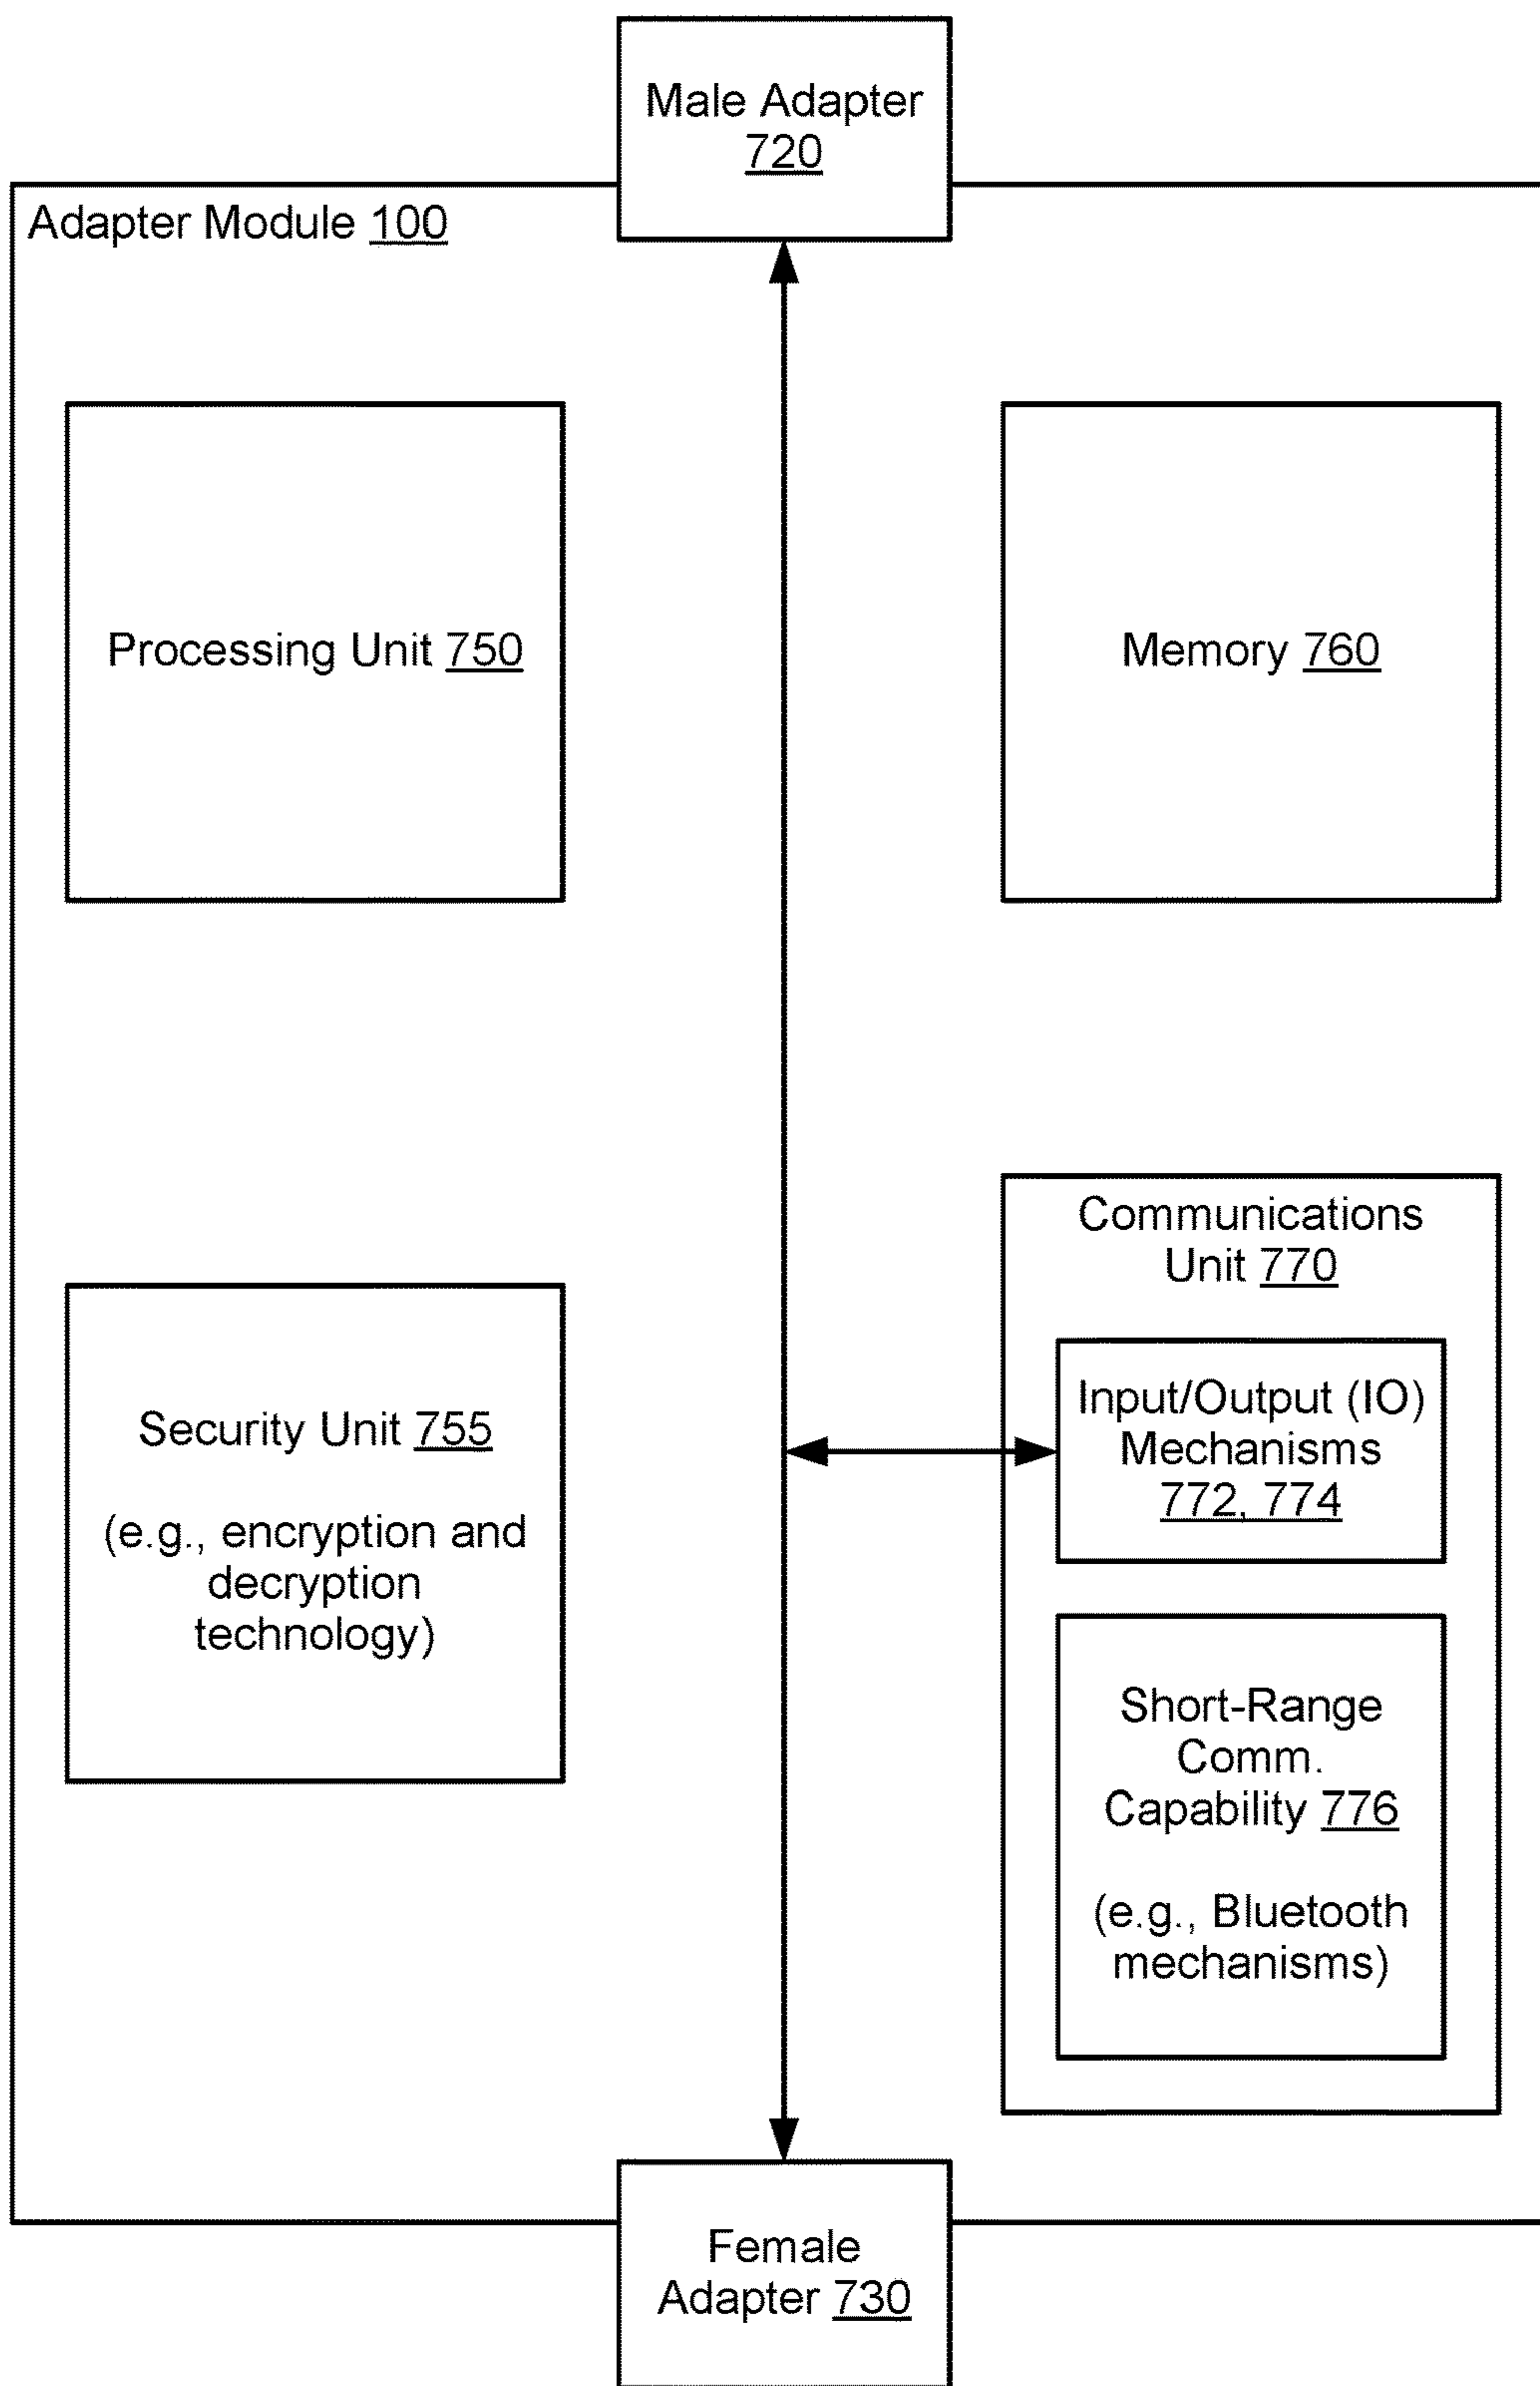 Male Adapter
720
Adapter Module 100
Processing Unit 750
Memory 760
Communications
Unit 770
Input/Output (IO)
Mechanisms
772, 774
Security Unit 755
(e.g., encryption and
decryption
technology)
Short-Range
Comm.
Capability 776
(e.g., Bluetooth
mechanisms)
Female
Adapter 730